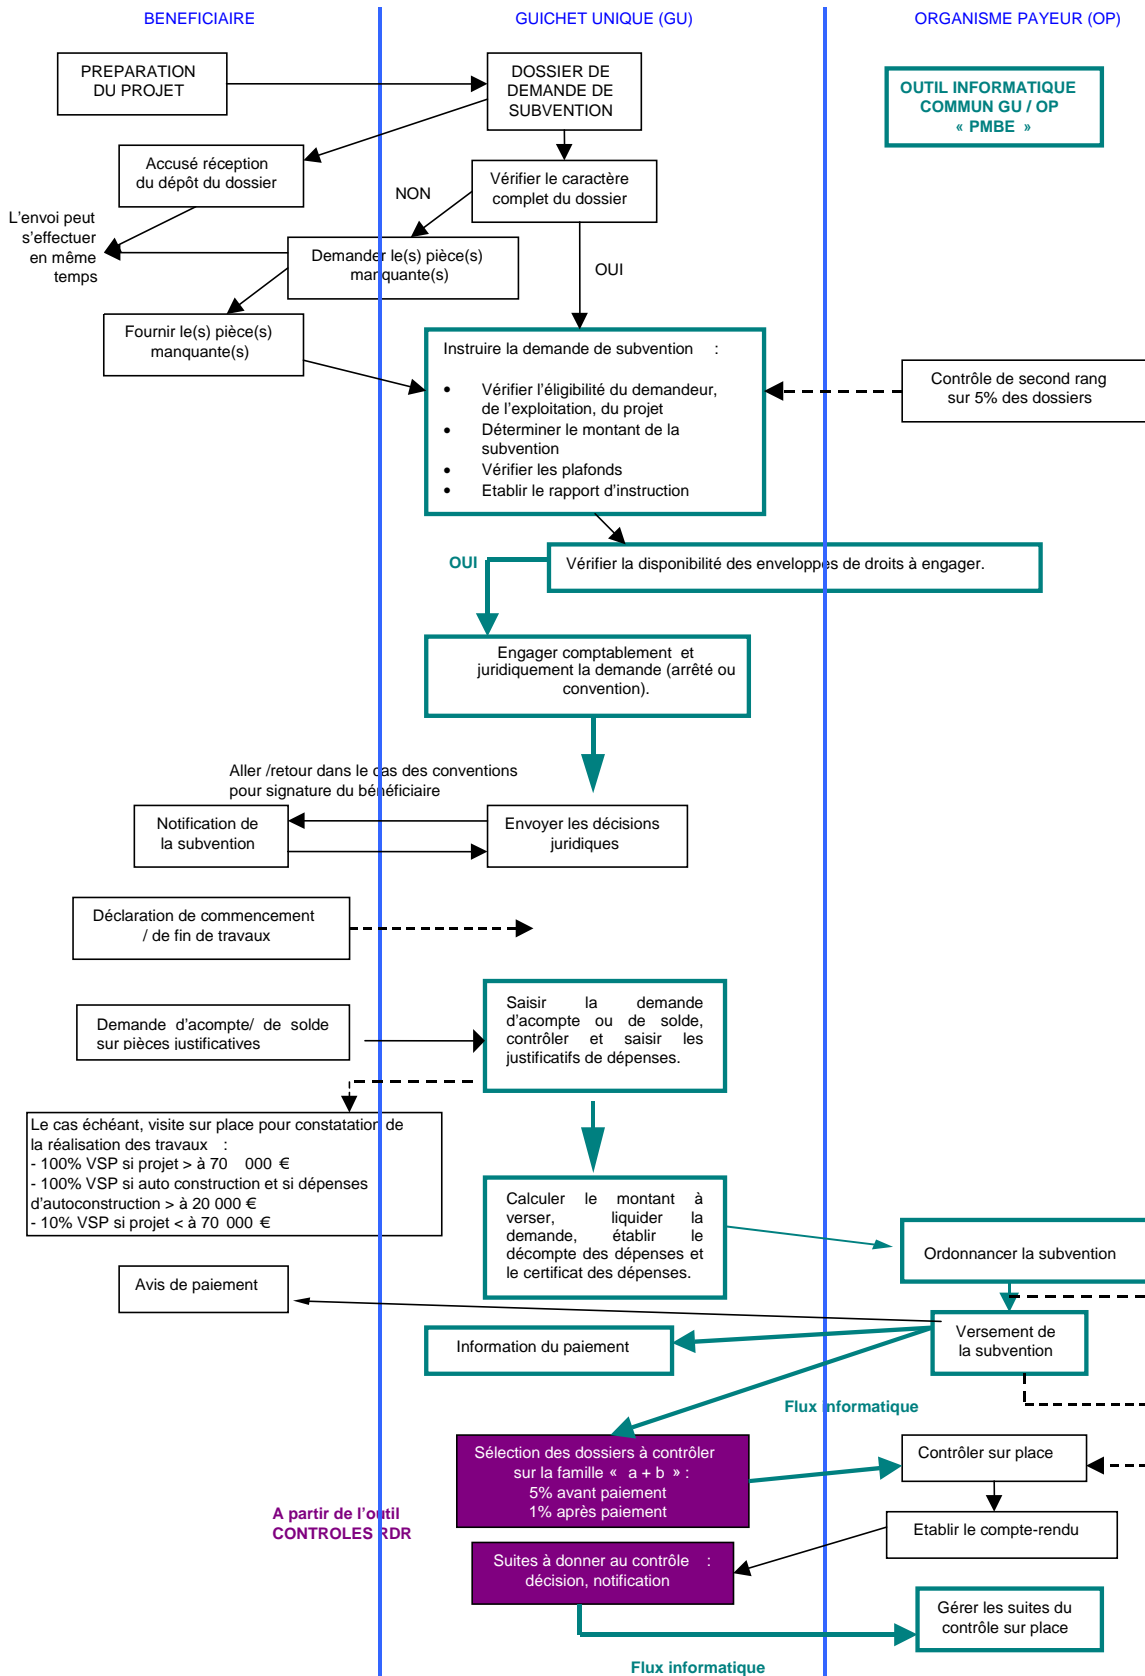 BENEFICIAIRE
GUICHET UNIQUE (GU)
ORGANISME PAYEUR (OP)
PREPARATION
DU PROJET
DOSSIER DE
DEMANDE DE
SUBVENTION
OUTIL INFORMATIQUE
COMMUN GU / OP
« PMBE »
Accusé réception
du dépôt du dossier
Vérifier le caractère
complet du dossier
NON
L'envoi peut
s'effectuer
en même
temps
Demander le(s) pièce(s)
manquante(s)
OUI
Fournir le(s) pièce(s)
manquante(s)
Instruire la demande de subvention :
• Vérifier l'éligibilité du demandeur,
de l'exploitation, du projet
• Déterminer le montant de la
subvention
• Vérifier les plafonds
• Etablir le rapport d'instruction
Contrôle de second rang
sur 5% des dossiers
OUI
Vérifier la disponibilité des enveloppes de droits à engager.
Engager comptablement et
juridiquement la demande (arrêté ou
convention).
Aller /retour dans le cas des conventions
pour signature du bénéficiaire
Notification de
la subvention
Envoyer les décisions
juridiques
Déclaration de commencement
/ de fin de travaux
Saisir la demande
d'acompte ou de solde,
contrôler et saisir les
justificatifs de dépenses.
Demande d'acompte/ de solde
sur pièces justificatives
Le cas échéant, visite sur place pour constatation de
la réalisation des travaux :
- 100% VSP si projet > à 70 000 €
- 100% VSP si auto construction et si dépenses
d'autoconstruction > à 20 000 €
- 10% VSP si projet < à 70 000 €
Calculer le montant à
verser, liquider la
demande, établir le
décompte des dépenses et
le certificat des dépenses.
Ordonnancer la subvention
Avis de paiement
Information du paiement
Versement de
la subvention
Flux informatique
Sélection des dossiers à contrôler
sur la famille « a + b » :
5% avant paiement
1% après paiement
Contrôler sur place
A partir de l'outil
CONTROLES RDR
Etablir le compte-rendu
Suites à donner au contrôle :
décision, notification
Gérer les suites du
contrôle sur place
Flux informatique